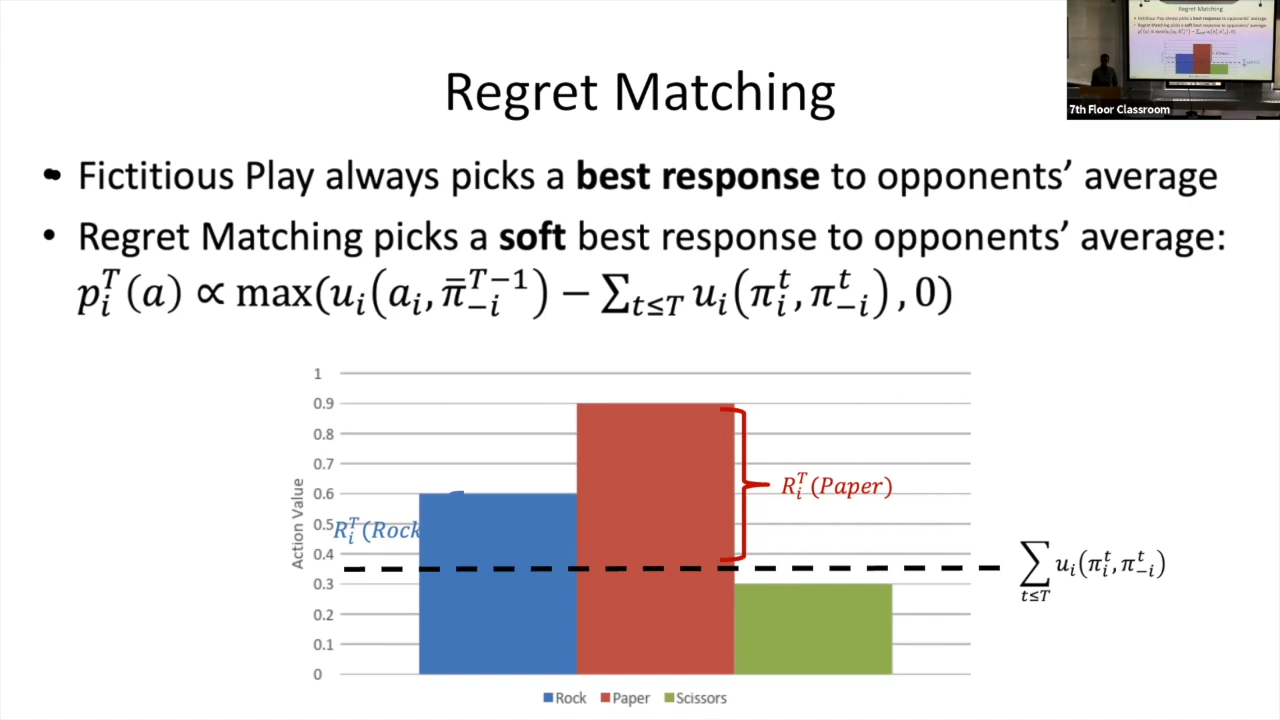 Regret Matching
• Fictitious Play always picks a best response to opponents’ average
• Regret Matching picks a soft best response to opponents’ average:
p_i^T(a) ∝ max(u_i(a_i, π̄_{-i}^{T-1}) − ∑_{t≤T} u_i(π_i^t, π_{-i}^t), 0)
Regret Matching
7th Floor Classroom
1
0.9
0.8
0.7
0.6
0.5
0.4
0.3
0.2
0.1
0
Action Value
R_i^T(Rock
R_i^T(Paper)
∑_{t≤T} u_i(π_i^t, π_{-i}^t)
Rock Paper Scissors